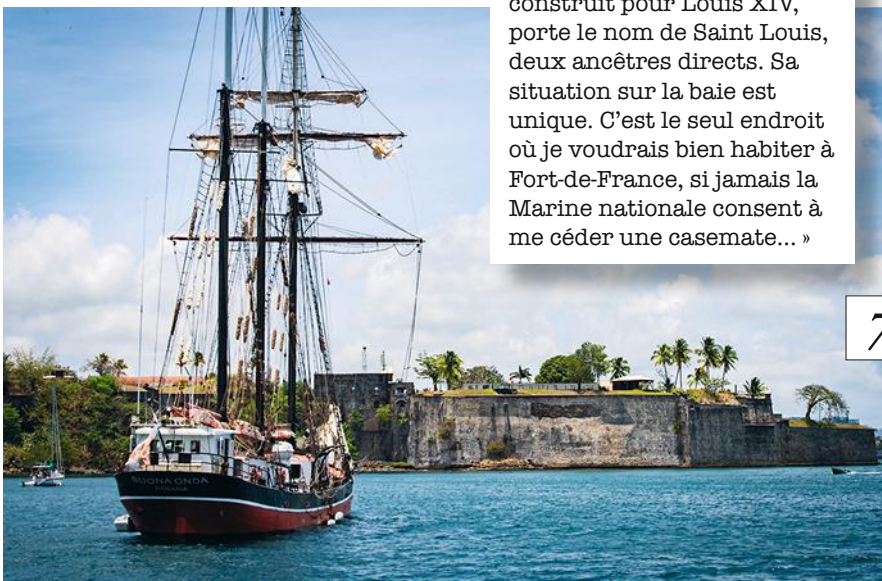 construit pour Louis XIV,
porte le nom de Saint Louis,
deux ancêtres directs. Sa
situation sur la baie est
unique. C’est le seul endroit
où je voudrais bien habiter à
Fort-de-France, si jamais la
Marine nationale consent à
me céder une casemate... »
7
BUONA ONDA